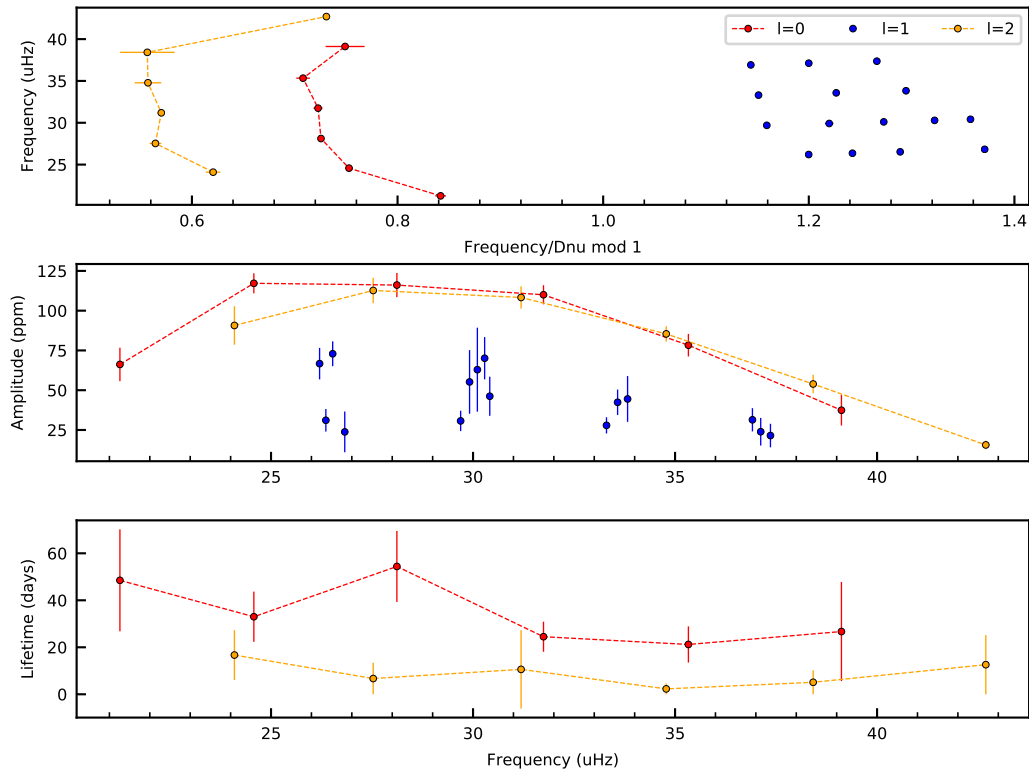 l=0 l=1 l=2
Frequency (uHz)
40
35
30
25
0.6 0.8 1.0 1.2 1.4
Frequency/Dnu mod 1
Amplitude (ppm)
125
100
75
50
25
25 30 35 40
Lifetime (days)
60
40
20
0
25 30 35 40
Frequency (uHz)